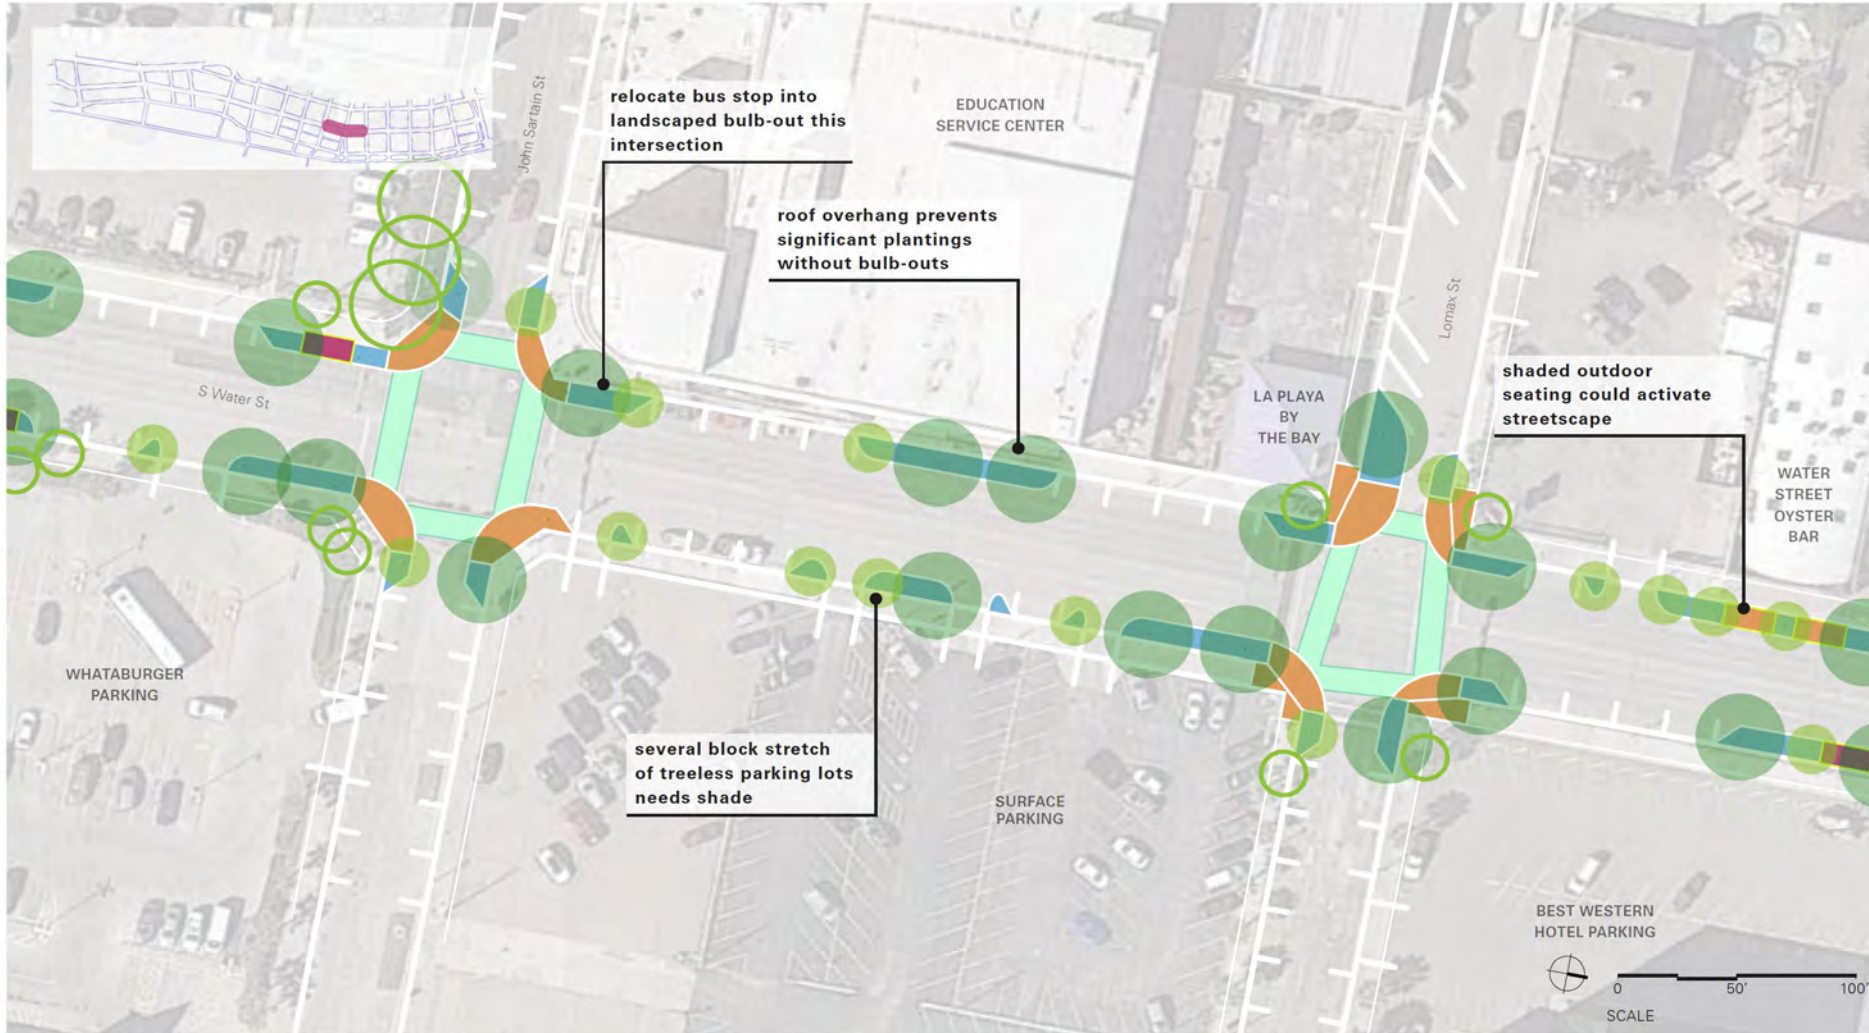 John Sartain St
relocate bus stop into
landscaped bulb-out this
intersection
EDUCATION
SERVICE CENTER
roof overhang prevents
significant plantings
without bulb-outs
Lomax St
S Water St
LA PLAYA
BY
THE BAY
shaded outdoor
seating could activate
streetscape
WATER
STREET
OYSTER
BAR
WHATABURGER
PARKING
several block stretch
of treeless parking lots
needs shade
SURFACE
PARKING
BEST WESTERN
HOTEL PARKING
0 50' 100'
SCALE